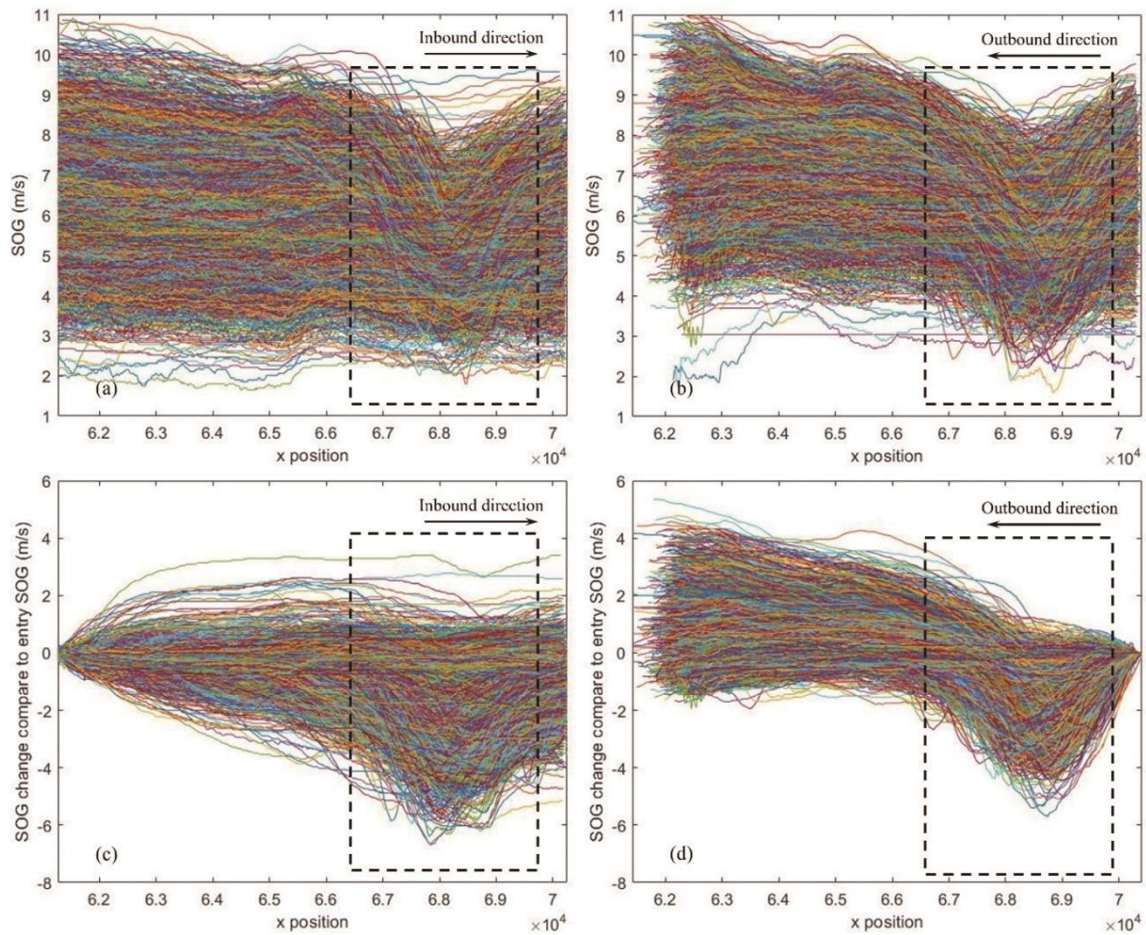 11
10
9
8
7
6
5
4
3
2
1
SOG (m/s)
Inbound direction
(a)
6.2 6.3 6.4 6.5 6.6 6.7 6.8 6.9 7
x position
×10⁴
11
10
9
8
7
6
5
4
3
2
1
SOG (m/s)
Outbound direction
(b)
6.2 6.3 6.4 6.5 6.6 6.7 6.8 6.9 7
x position
×10⁴
6
4
2
0
-2
-4
-6
-8
SOG change compare to entry SOG (m/s)
Inbound direction
(c)
6.2 6.3 6.4 6.5 6.6 6.7 6.8 6.9 7
x position
×10⁴
6
4
2
0
-2
-4
-6
-8
SOG change compare to entry SOG (m/s)
Outbound direction
(d)
6.2 6.3 6.4 6.5 6.6 6.7 6.8 6.9 7
x position
×10⁴